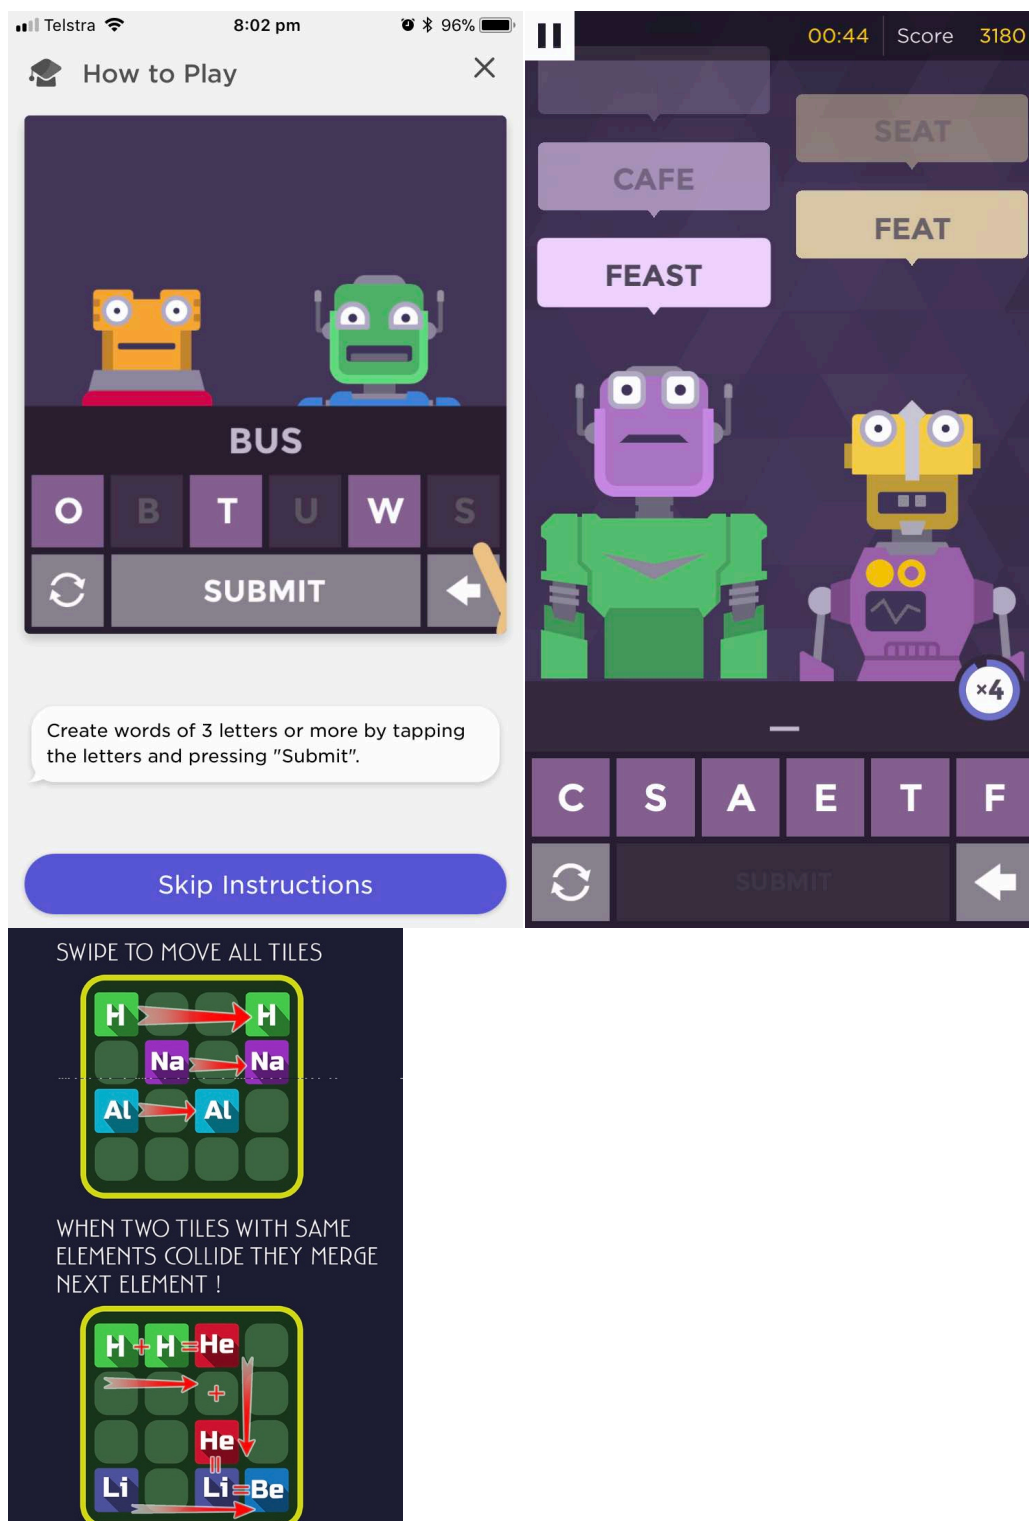 Telstra 8:02 pm 96%
How to Play
BUS
O B T U W S
SUBMIT
Create words of 3 letters or more by tapping
the letters and pressing "Submit".
Skip Instructions
00:44 Score 3180
SEAT
CAFE
FEAT
FEAST
×4
C S A E T F
SUBMIT
SWIPE TO MOVE ALL TILES
H H
Na Na
Al Al
WHEN TWO TILES WITH SAME
ELEMENTS COLLIDE THEY MERGE
NEXT ELEMENT !
H + H = He
+
He
=
Li Li = Be